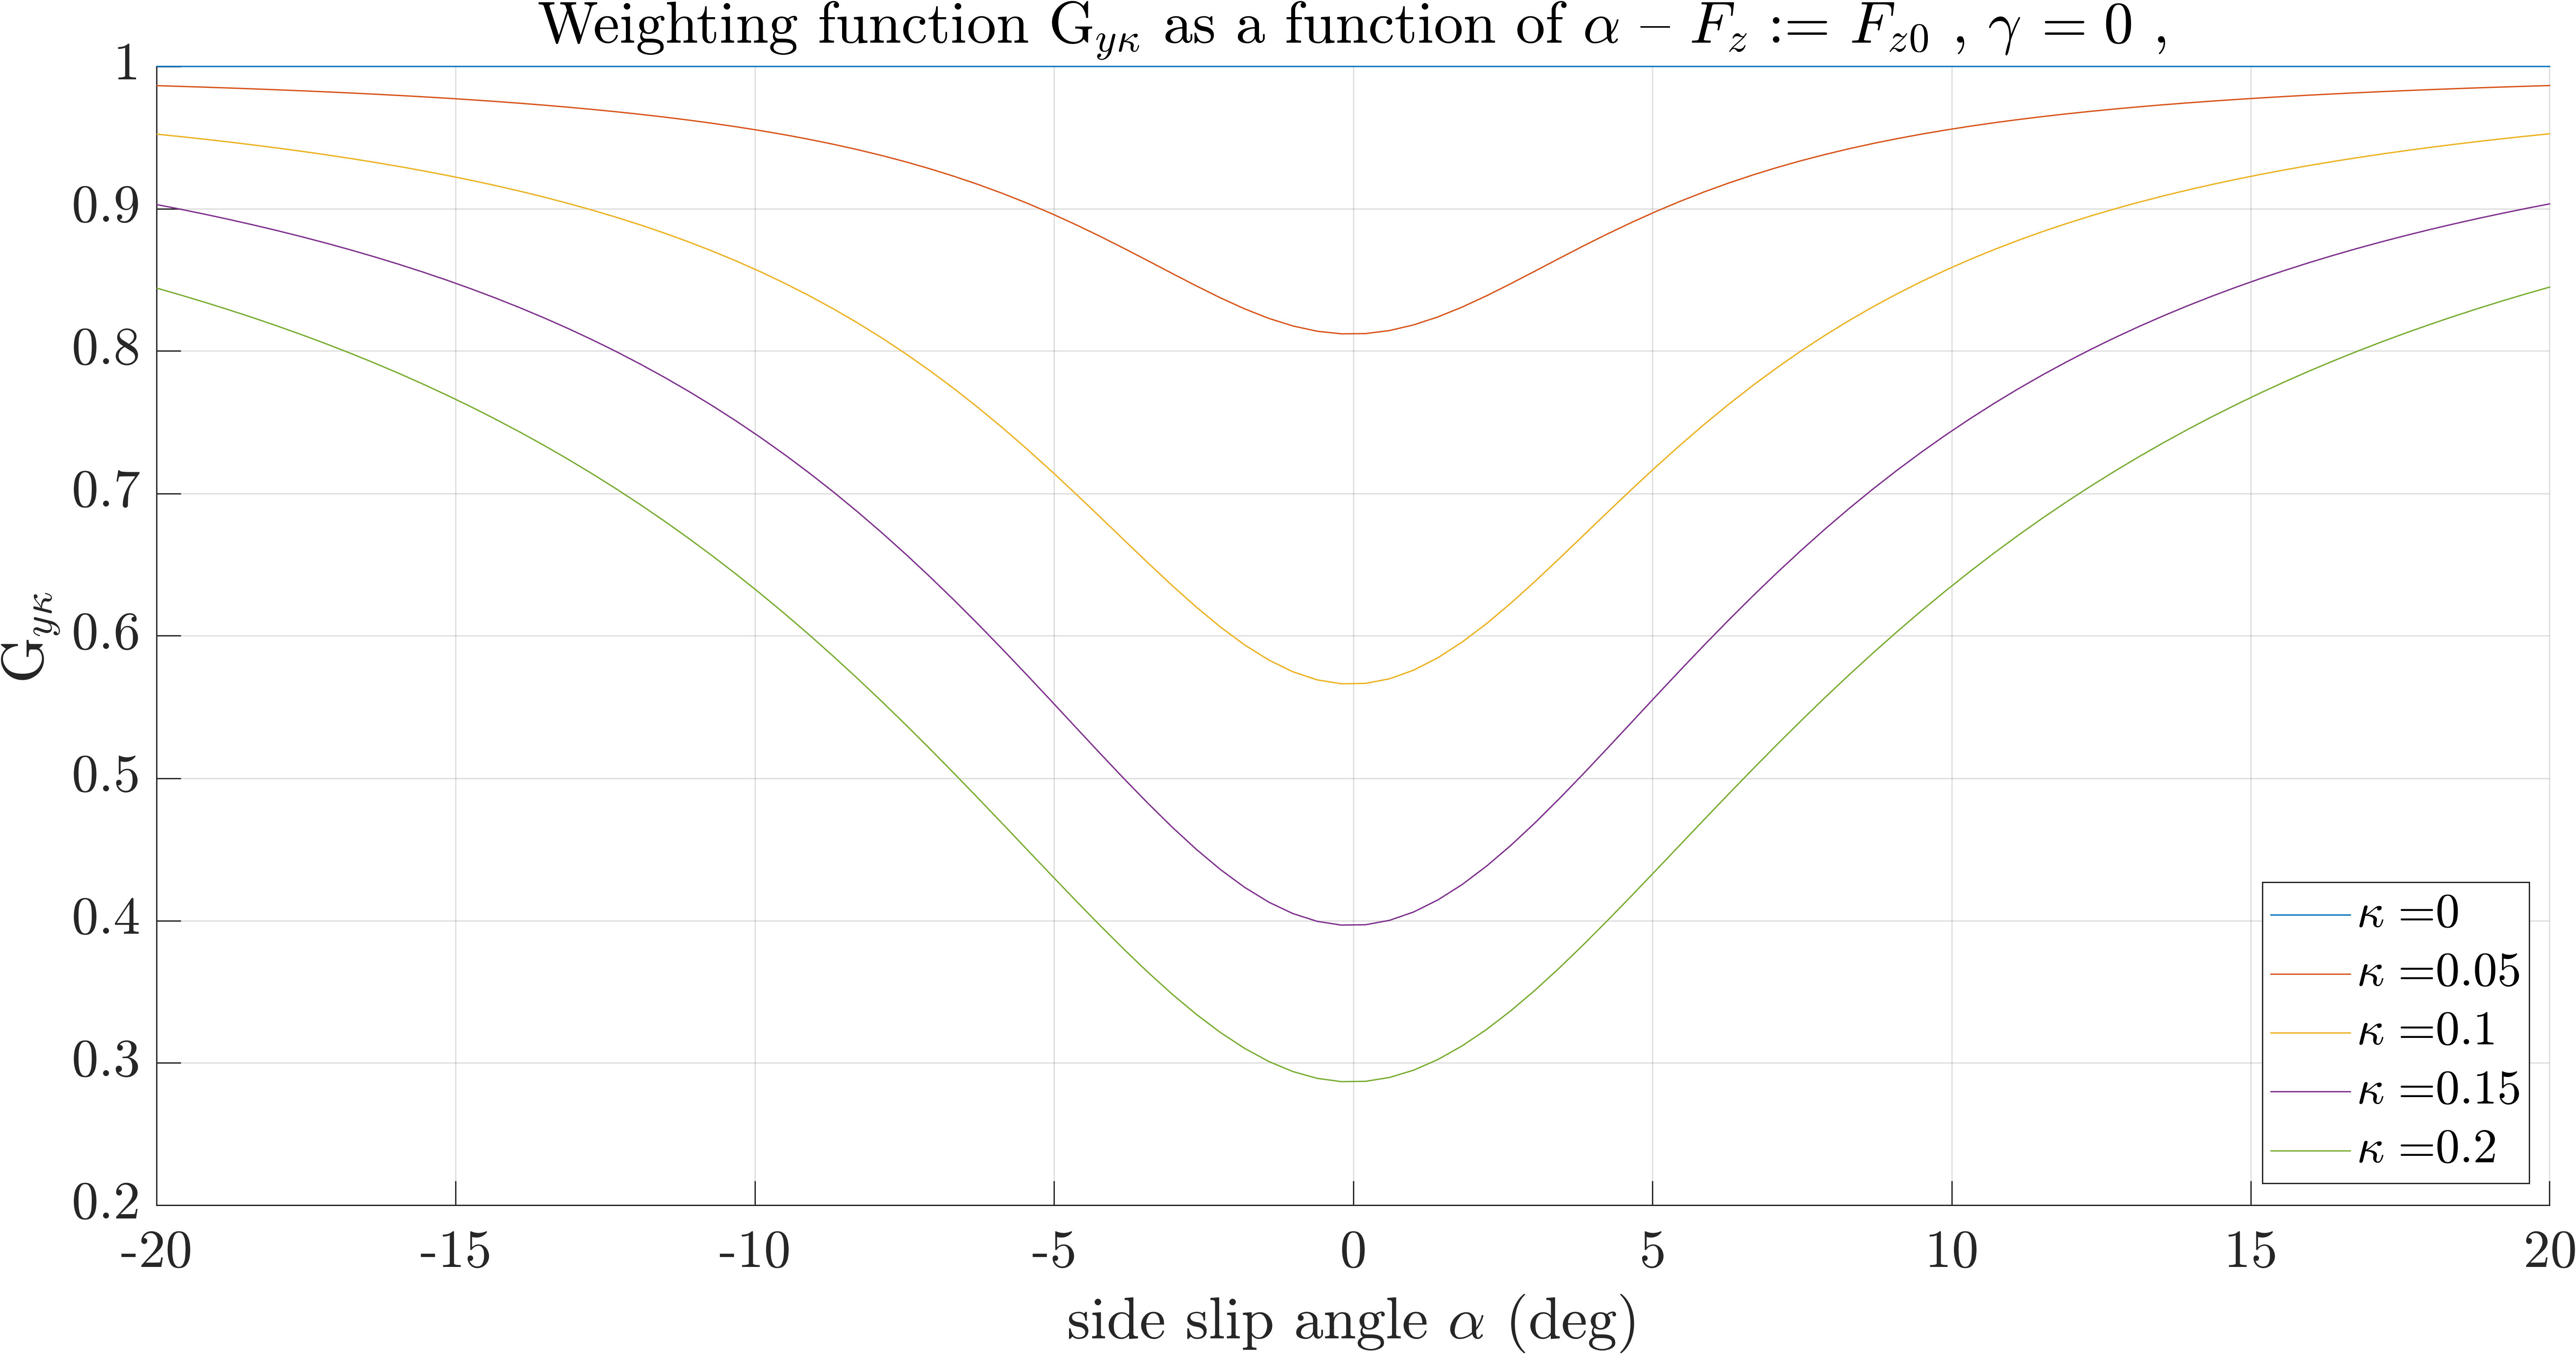 Weighting function G_{yκ} as a function of α – F_z := F_{z0} , γ = 0 ,
G_{yκ}
1
0.9
0.8
0.7
0.6
0.5
0.4
0.3
0.2
-20 -15 -10 -5 0 5 10 15 20
side slip angle α (deg)
κ =0
κ =0.05
κ =0.1
κ =0.15
κ =0.2